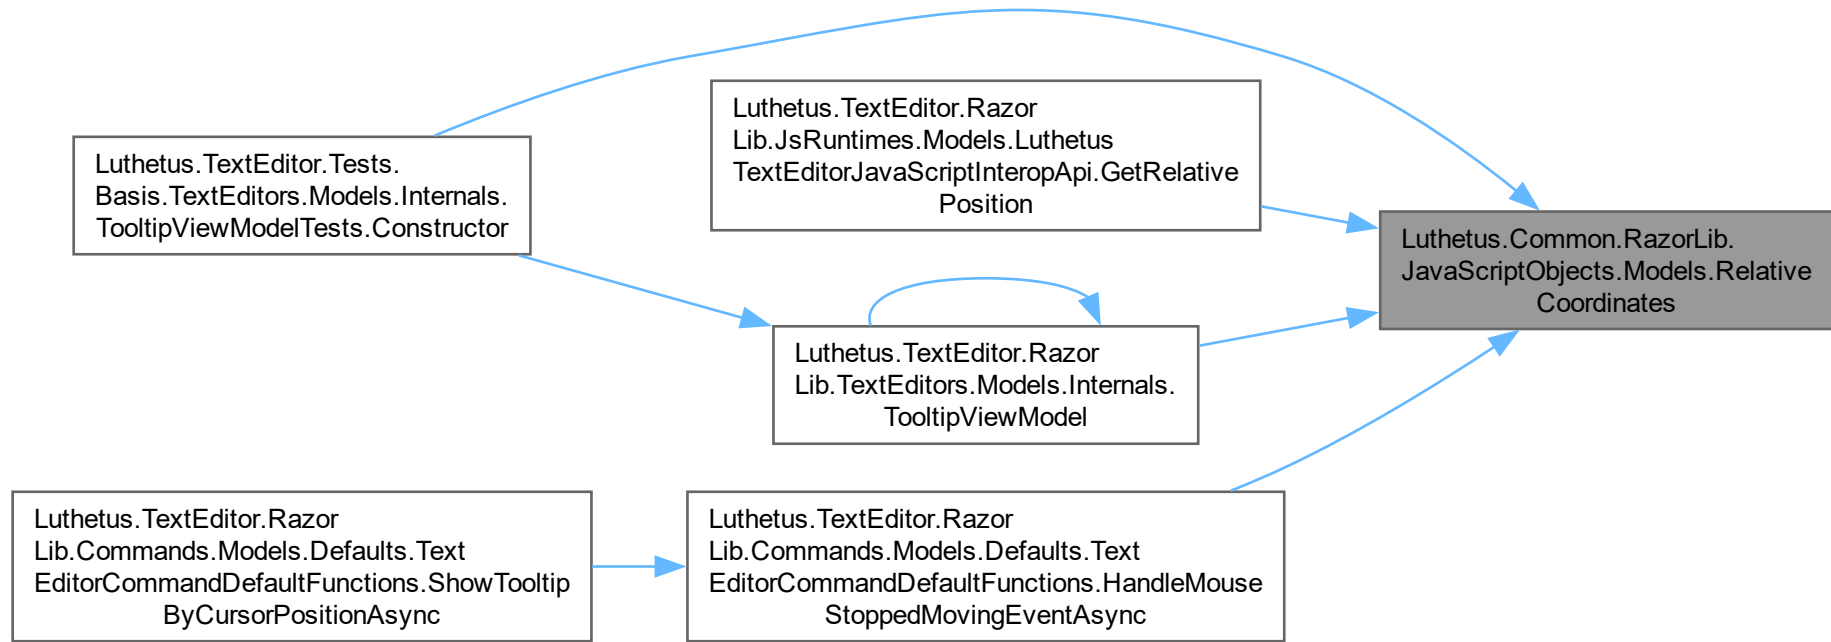 Luthetus.TextEditor.Razor
Lib.JsRuntimes.Models.Luthetus
TextEditorJavaScriptInteropApi.GetRelative
Position
Luthetus.TextEditor.Tests.
Basis.TextEditors.Models.Internals.
TooltipViewModelTests.Constructor
Luthetus.Common.RazorLib.
JavaScriptObjects.Models.Relative
Coordinates
Luthetus.TextEditor.Razor
Lib.TextEditors.Models.Internals.
TooltipViewModel
Luthetus.TextEditor.Razor
Lib.Commands.Models.Defaults.Text
EditorCommandDefaultFunctions.ShowTooltip
ByCursorPositionAsync
Luthetus.TextEditor.Razor
Lib.Commands.Models.Defaults.Text
EditorCommandDefaultFunctions.HandleMouse
StoppedMovingEventAsync